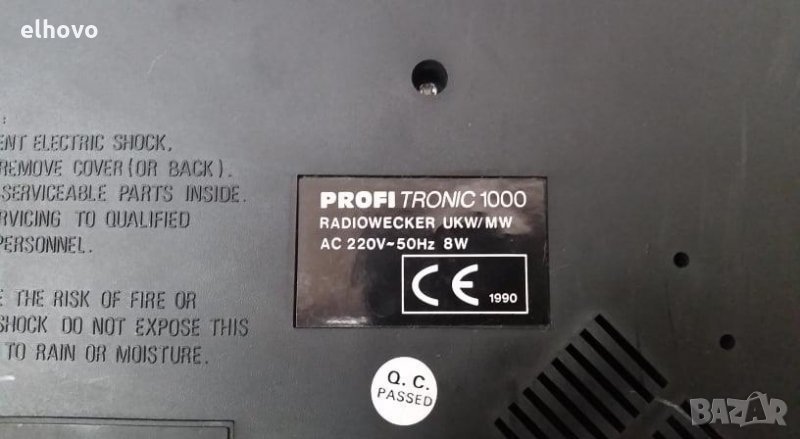 elhovo
:
ENT ELECTRIC SHOCK,
REMOVE COVER (OR BACK).
SERVICEABLE PARTS INSIDE.
RVICING TO QUALIFIED
PERSONNEL.
E THE RISK OF FIRE OR
SHOCK DO NOT EXPOSE THIS
TO RAIN OR MOISTURE.
PROFI TRONIC 1000
RADIOWECKER UKW/MW
AC 220V~50Hz 8W
CE 1990
Q.C.
PASSED
BAZAR